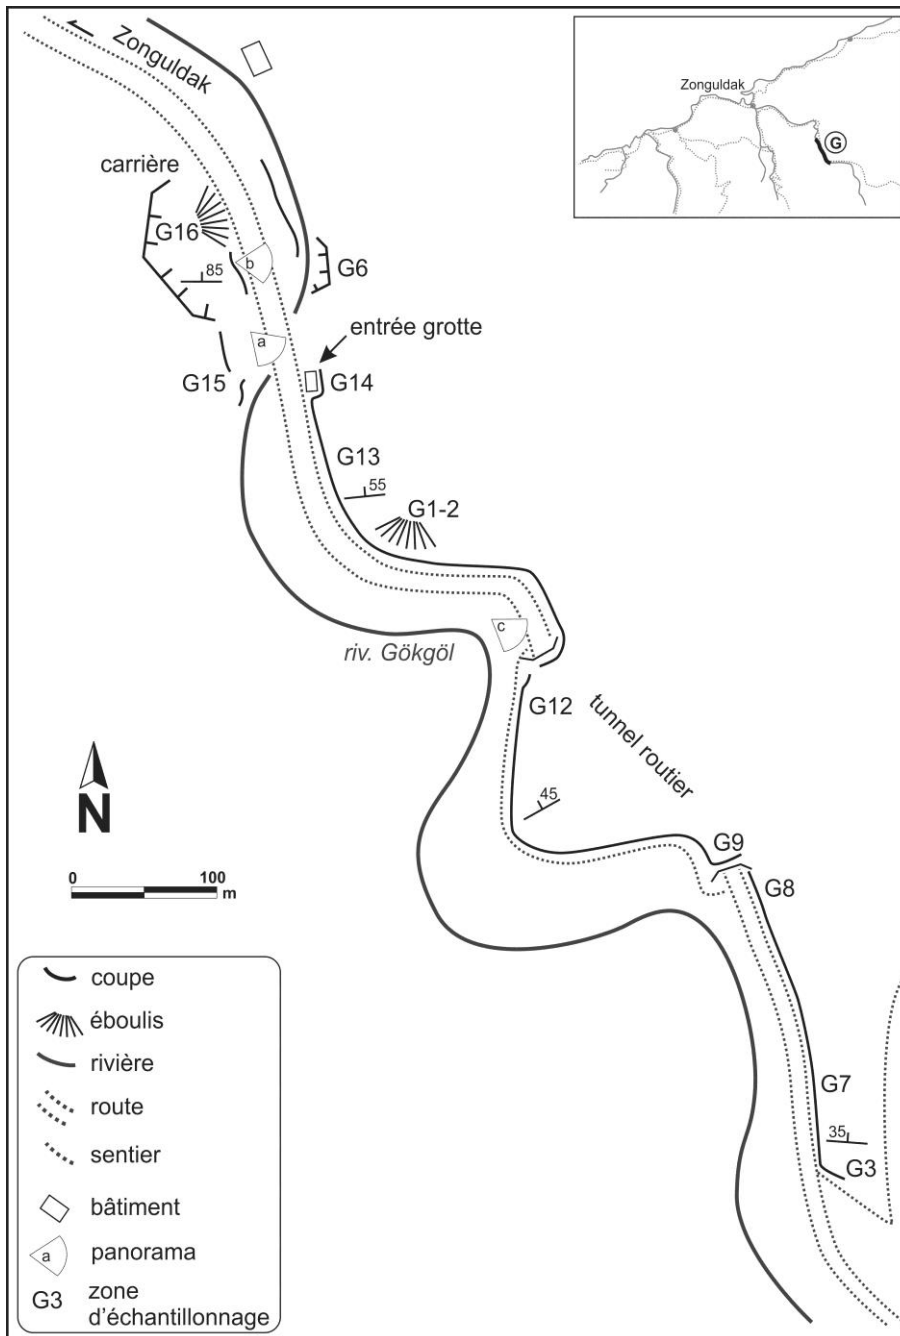 Zonguldak
Zonguldak
G
carrière
G16
85
b
G6
entrée grotte
a
G15
G14
G13
55
G1-2
c
riv. Gökgöl
G12
tunnel routier
45
N
G9
G8
0 100
m
G7
35
G3
coupe
éboulis
rivière
route
sentier
bâtiment
a panorama
G3 zone
d'échantillonnage